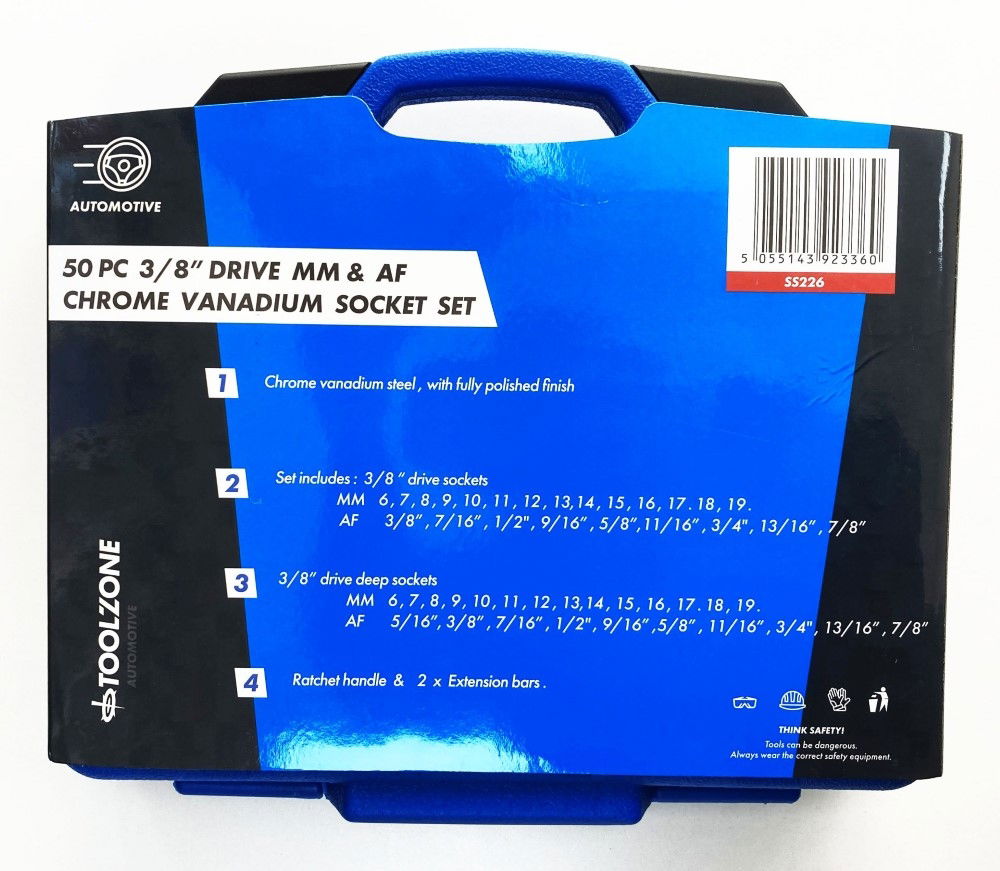 AUTOMOTIVE
5 055143 923360
SS226
50 PC 3/8” DRIVE MM & AF
CHROME VANADIUM SOCKET SET
1 Chrome vanadium steel , with fully polished finish
2 Set includes : 3/8 “ drive sockets
MM 6, 7, 8, 9, 10, 11, 12, 13,14, 15, 16, 17. 18, 19.
AF 3/8” , 7/16” , 1/2", 9/16” , 5/8”,11/16” , 3/4", 13/16” , 7/8”
3 3/8” drive deep sockets
MM 6, 7, 8, 9, 10, 11, 12, 13,14, 15, 16, 17. 18, 19.
AF 5/16”, 3/8” , 7/16” , 1/2", 9/16” ,5/8” , 11/16” , 3/4" , 13/16” , 7/8”
4 Ratchet handle & 2 x Extension bars .
TOOLZONE
AUTOMOTIVE
THINK SAFETY!
Tools can be dangerous.
Always wear the correct safety equipment.